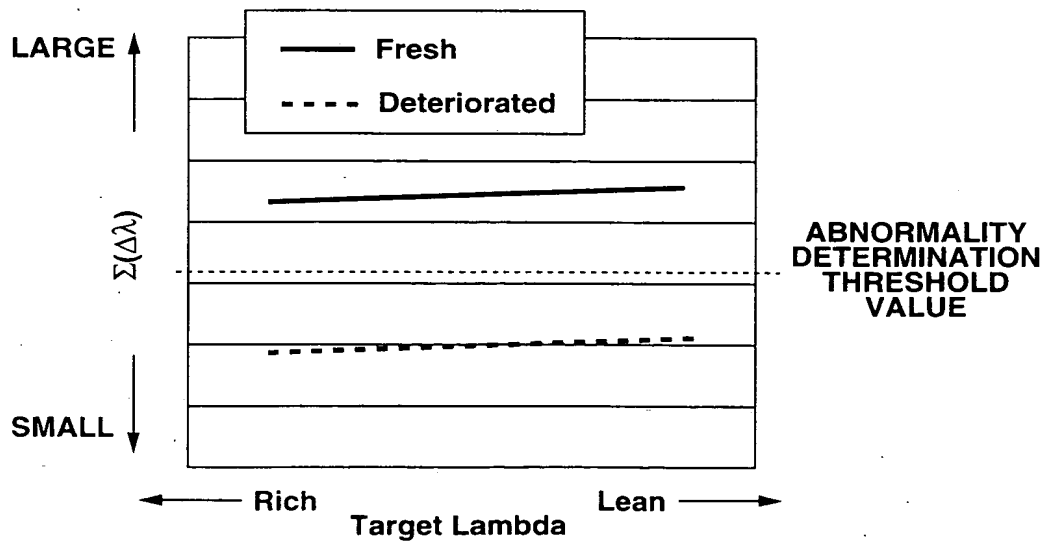 LARGE
Fresh
Deteriorated
Σ(Δλ)
ABNORMALITY
DETERMINATION
THRESHOLD
VALUE
SMALL
Rich
Lean
Target Lambda